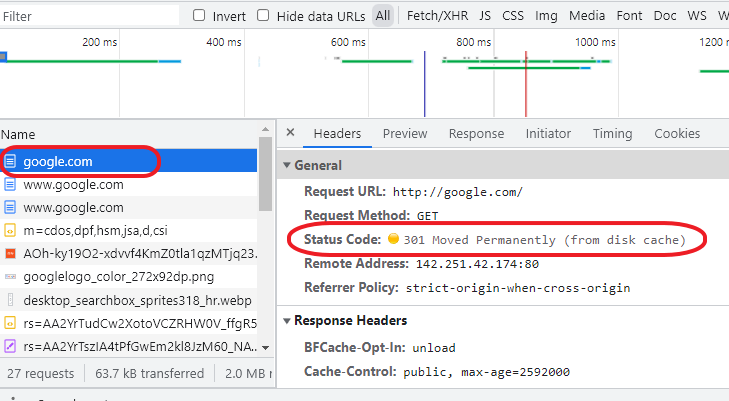 Filter Invert Hide data URLs All Fetch/XHR JS CSS Img Media Font Doc WS W
200 ms 400 ms 600 ms 800 ms 1000 ms 1200
Name
google.com
www.google.com
www.google.com
m=cdos,dpf,hsm,jsa,d,csi
AOh-ky19O2-xdvvf4KmZ0tla1qzMTjq23...
googlelogo_color_272x92dp.png
desktop_searchbox_sprites318_hr.webp
rs=AA2YrTudCw2XotoVCZRHW0V_ffgR5
rs=AA2YrTszIA4tPfGwEm2kl8JzM60_NA...
27 requests 63.7 kB transferred 2.0 MB r
× Headers Preview Response Initiator Timing Cookies
General
Request URL: http://google.com/
Request Method: GET
Status Code: 301 Moved Permanently (from disk cache)
Remote Address: 142.251.42.174:80
Referrer Policy: strict-origin-when-cross-origin
Response Headers
BFCache-Opt-In: unload
Cache-Control: public, max-age=2592000